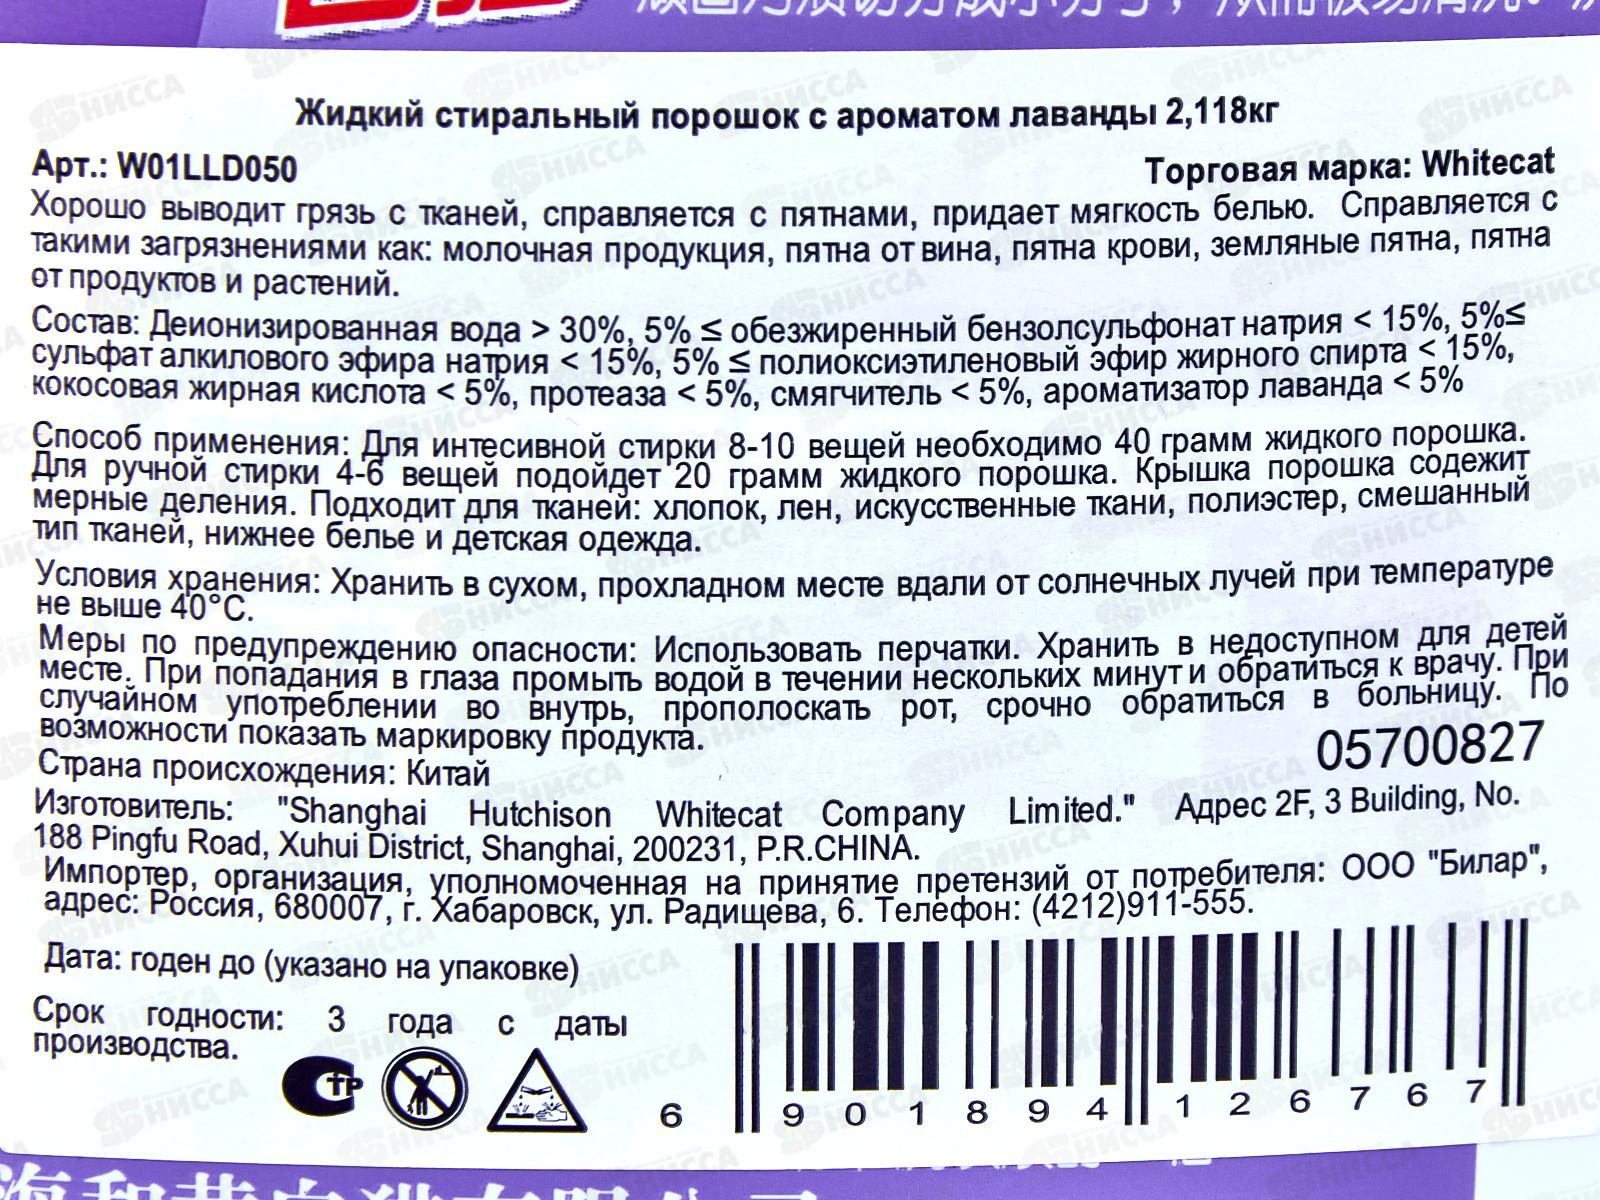 Жидкий стиральный порошок с ароматом лаванды 2,118кг
Арт.: W01LLD050 Торговая марка: Whitecat
Хорошо выводит грязь с тканей, справляется с пятнами, придает мягкость белью. Справляется с
такими загрязнениями как: молочная продукция, пятна от вина, пятна крови, земляные пятна, пятна
от продуктов и растений.
Состав: Деионизированная вода > 30%, 5% ≤ обезжиренный бензолсульфонат натрия < 15%, 5%≤
сульфат алкилового эфира натрия < 15%, 5% ≤ полиоксиэтиленовый эфир жирного спирта < 15%,
кокосовая жирная кислота < 5%, протеаза < 5%, смягчитель < 5%, ароматизатор лаванда < 5%
Способ применения: Для интесивной стирки 8-10 вещей необходимо 40 грамм жидкого порошка.
Для ручной стирки 4-6 вещей подойдет 20 грамм жидкого порошка. Крышка порошка содежит
мерные деления. Подходит для тканей: хлопок, лен, искусственные ткани, полиэстер, смешанный
тип тканей, нижнее белье и детская одежда.
Условия хранения: Хранить в сухом, прохладном месте вдали от солнечных лучей при температуре
не выше 40°С.
Меры по предупреждению опасности: Использовать перчатки. Хранить в недоступном для детей
месте. При попадания в глаза промыть водой в течении нескольких минут и обратиться к врачу. При
случайном употреблении во внутрь, прополоскать рот, срочно обратиться в больницу. По
возможности показать маркировку продукта.
05700827
Страна происхождения: Китай
Изготовитель: "Shanghai Hutchison Whitecat Company Limited." Адрес 2F, 3 Building, No.
188 Pingfu Road, Xuhui District, Shanghai, 200231, P.R.CHINA.
Импортер, организация, уполномоченная на принятие претензий от потребителя: ООО "Билар",
адрес: Россия, 680007, г. Хабаровск, ул. Радищева, 6. Телефон: (4212)911-555.
Дата: годен до (указано на упаковке)
Срок годности: 3 года с даты
производства.
СТР
6 901894 126767